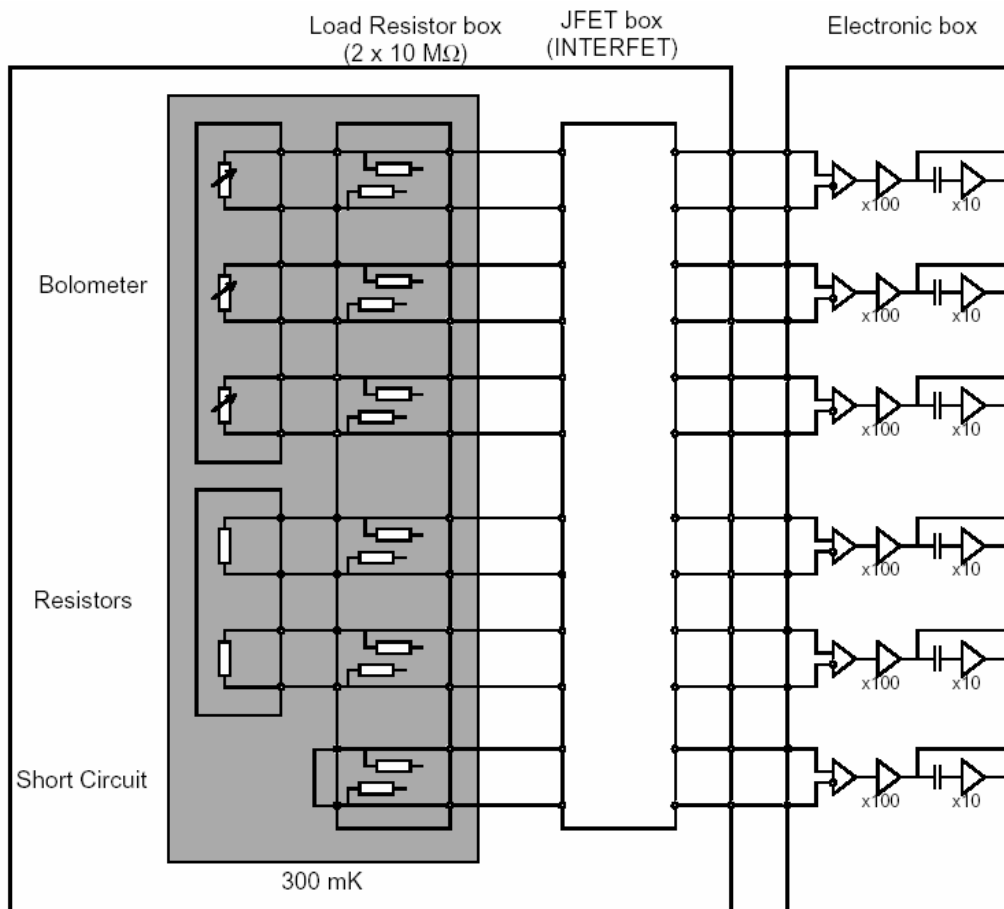 Load Resistor box
(2 x 10 MΩ)
JFET box
(INTERFET)
Electronic box
x100
x10
Bolometer
x100
x10
x100
x10
Resistors
x100
x10
x100
x10
Short Circuit
x100
x10
300 mK